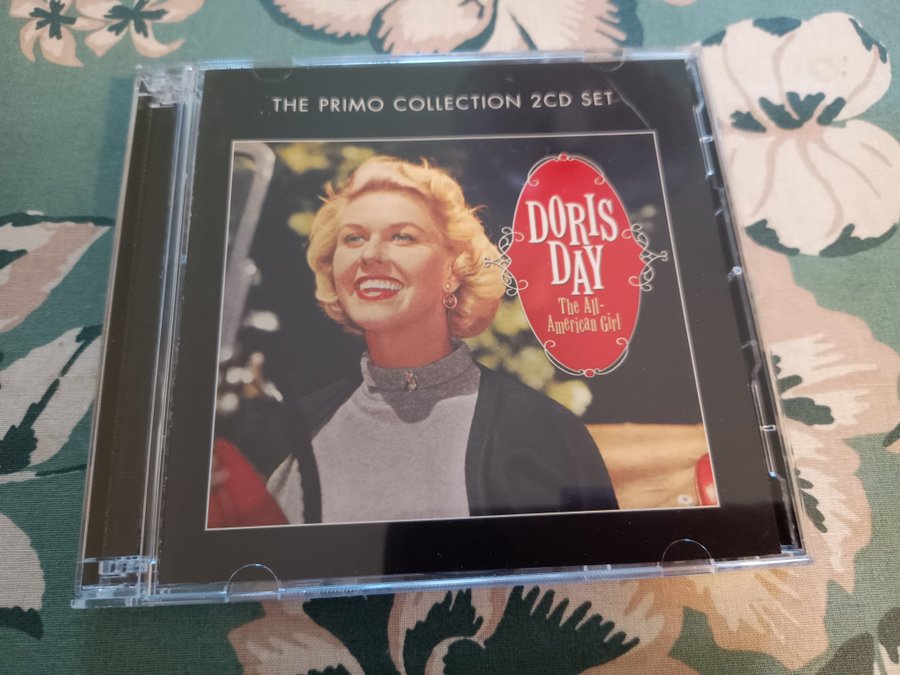 THE PRIMO COLLECTION 2CD SET
DORIS
DAY
The All-
American Girl